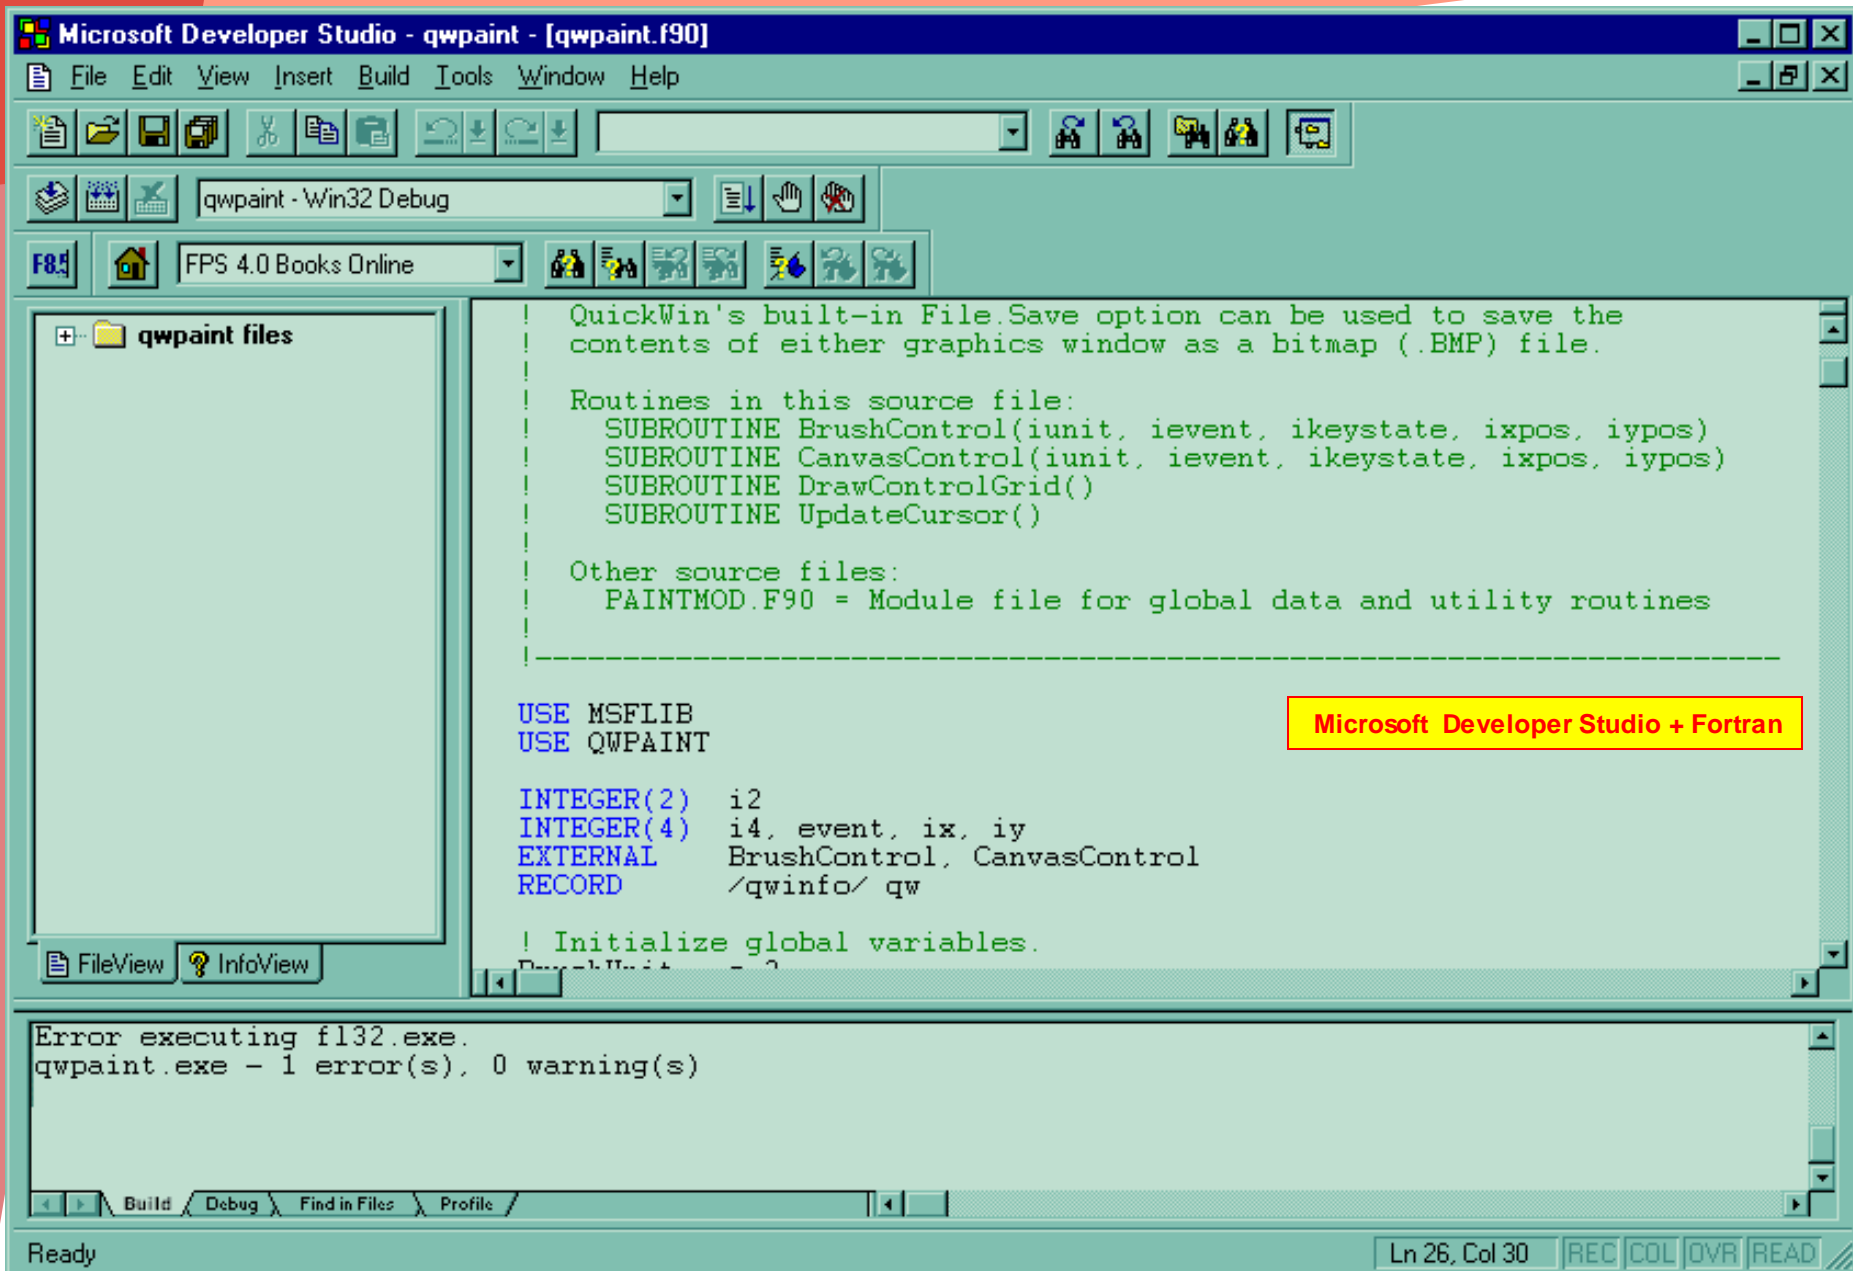 Microsoft Developer Studio - qwpaint - [qwpaint.f90]
File Edit View Insert Build Tools Window Help
qwpaint - Win32 Debug
FPS 4.0 Books Online
qwpaint files
FileView InfoView
! QuickWin's built-in File.Save option can be used to save the
! contents of either graphics window as a bitmap (.BMP) file.
!
! Routines in this source file:
! SUBROUTINE BrushControl(iunit, ievent, ikeystate, ixpos, iypos)
! SUBROUTINE CanvasControl(iunit, ievent, ikeystate, ixpos, iypos)
! SUBROUTINE DrawControlGrid()
! SUBROUTINE UpdateCursor()
!
! Other source files:
! PAINTMOD.F90 = Module file for global data and utility routines
!
!-----------------------------------------------------------------------
USE MSFLIB
USE QWPAINT
Microsoft Developer Studio + Fortran
INTEGER(2) i2
INTEGER(4) i4, event, ix, iy
EXTERNAL BrushControl, CanvasControl
RECORD /qwinfo/ qw
! Initialize global variables.
Error executing fl32.exe.
qwpaint.exe - 1 error(s), 0 warning(s)
Build Debug Find in Files Profile
Ready Ln 26, Col 30 REC COL OVR READ